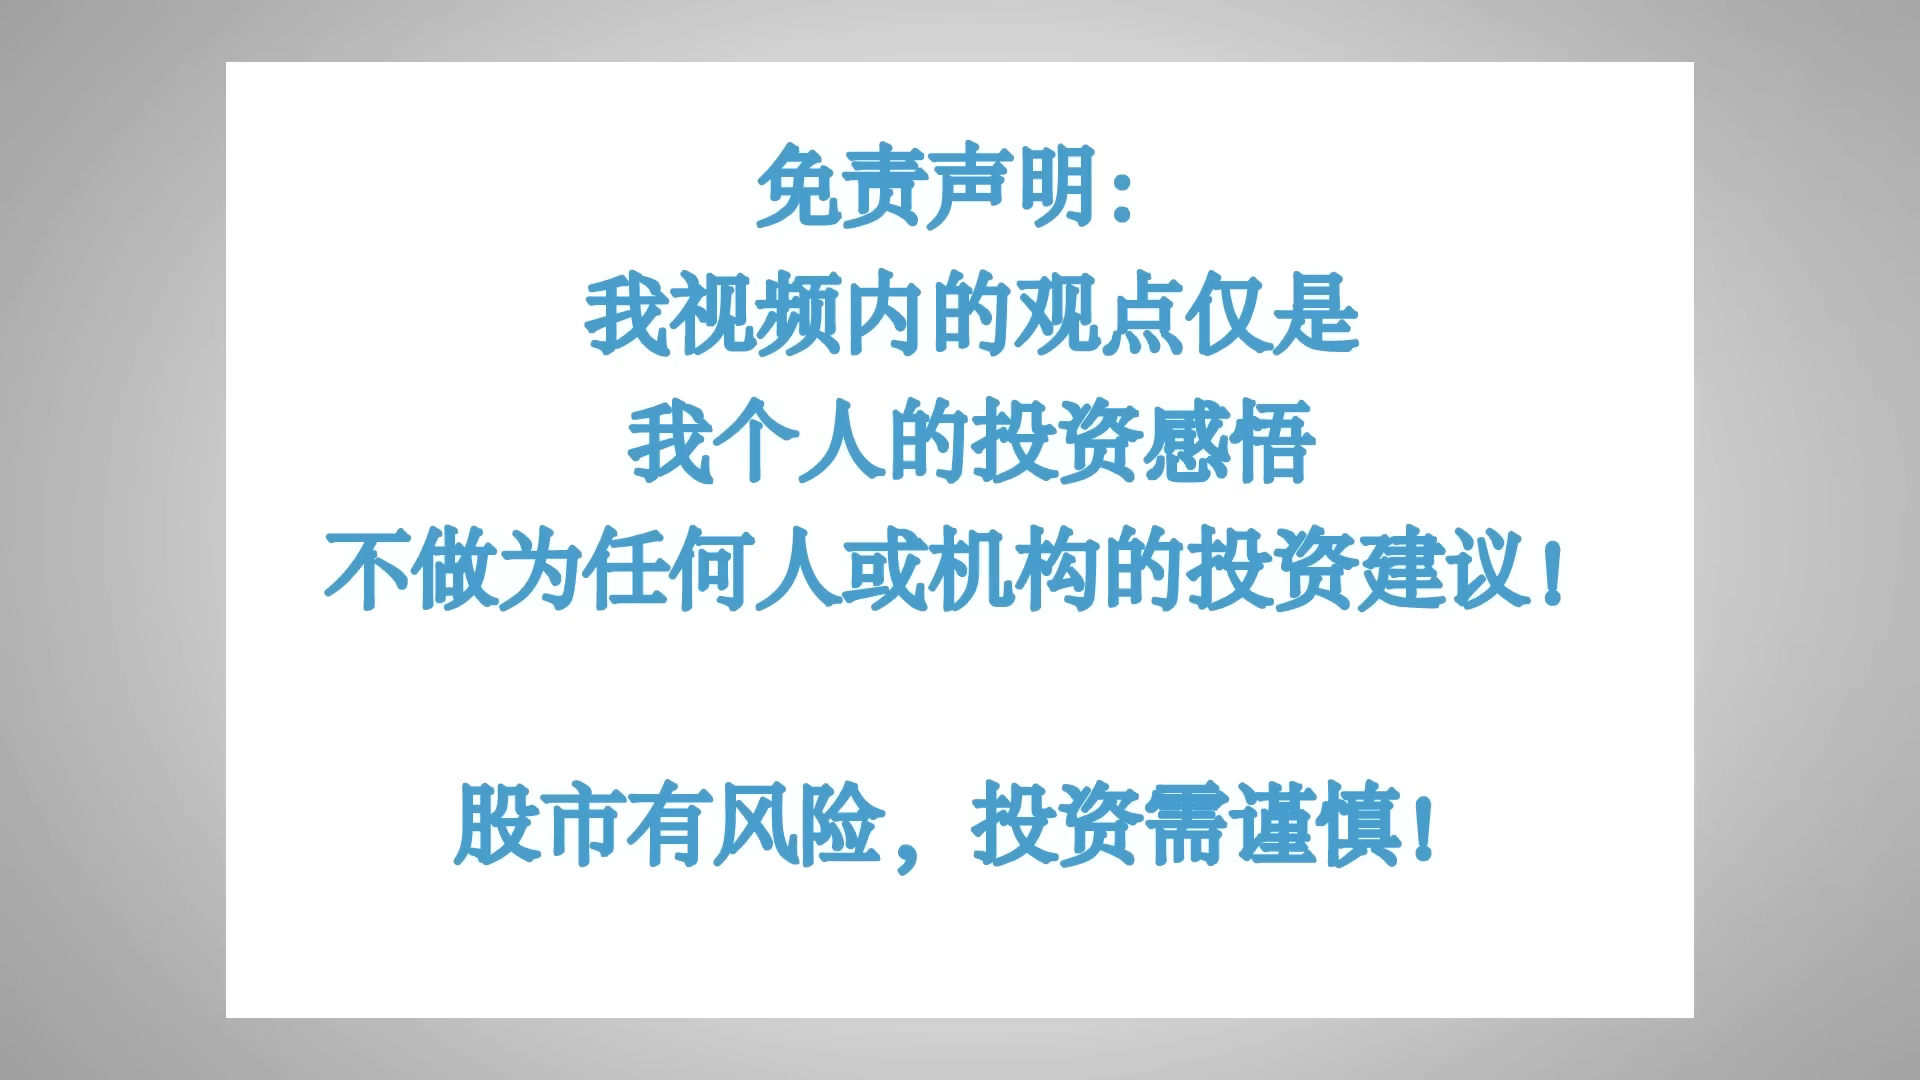 免责声明：
我视频内的观点仅是
我个人的投资感悟
不做为任何人或机构的投资建议！
股市有风险，投资需谨慎！